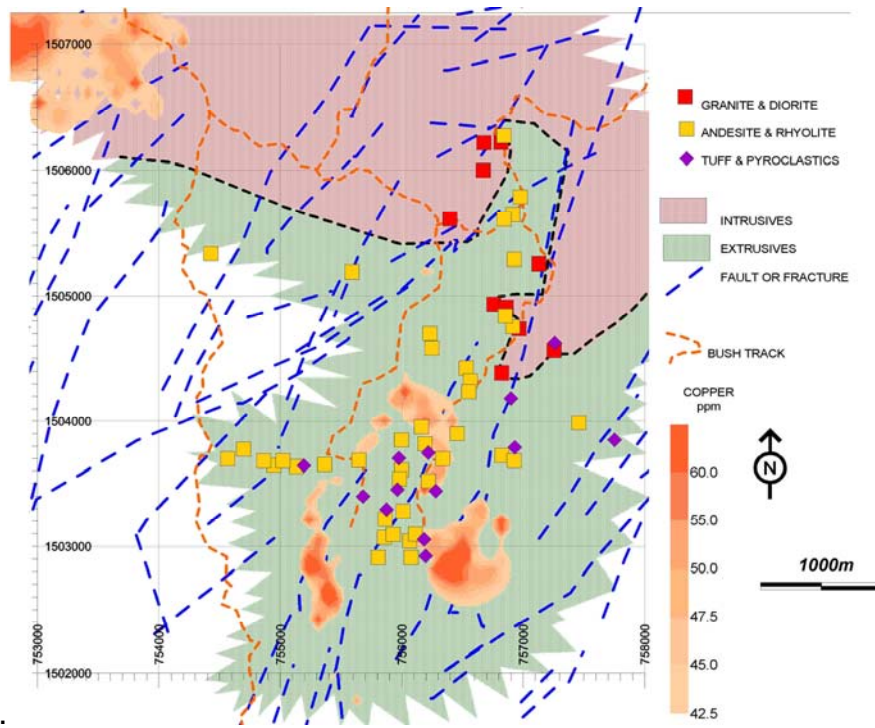 1507000
1506000
1505000
1504000
1503000
1502000
753000
754000
755000
756000
757000
758000
GRANITE & DIORITE
ANDESITE & RHYOLITE
TUFF & PYROCLASTICS
INTRUSIVES
EXTRUSIVES
FAULT OR FRACTURE
BUSH TRACK
COPPER
ppm
60.0
55.0
50.0
47.5
45.0
42.5
N
1000m
.